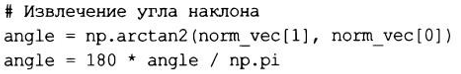 # Извлечение угла наклона
angle = np.arctan2(norm_vec[1], norm_vec[0])
angle = 180 * angle / np.pi